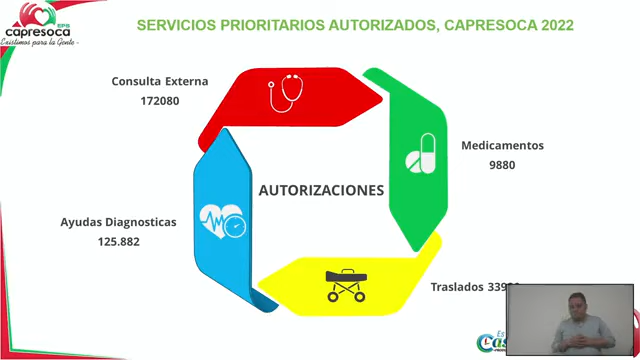 EPS
capresoca
Existimos para la Gente -
SERVICIOS PRIORITARIOS AUTORIZADOS, CAPRESOCA 2022
Consulta Externa
172080
Medicamentos
9880
AUTORIZACIONES
Ayudas Diagnosticas
125.882
Traslados